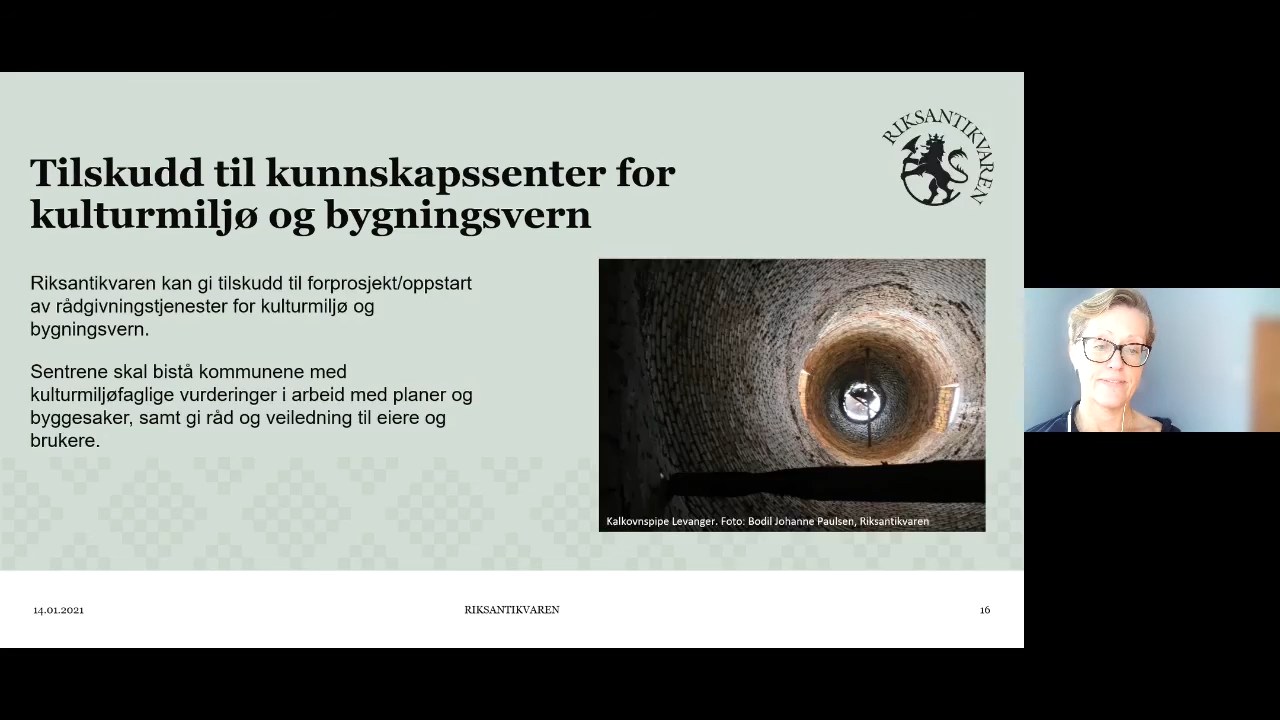 RIKSANTIKVAREN
Tilskudd til kunnskapssenter for
kulturmiljø og bygningsvern
Riksantikvaren kan gi tilskudd til forprosjekt/oppstart
av rådgivningstjenester for kulturmiljø og
bygningsvern.
Sentrene skal bistå kommunene med
kulturmiljøfaglige vurderinger i arbeid med planer og
byggesaker, samt gi råd og veiledning til eiere og
brukere.
Kalkovnspipe Levanger. Foto: Bodil Johanne Paulsen, Riksantikvaren
14.01.2021
RIKSANTIKVAREN
16